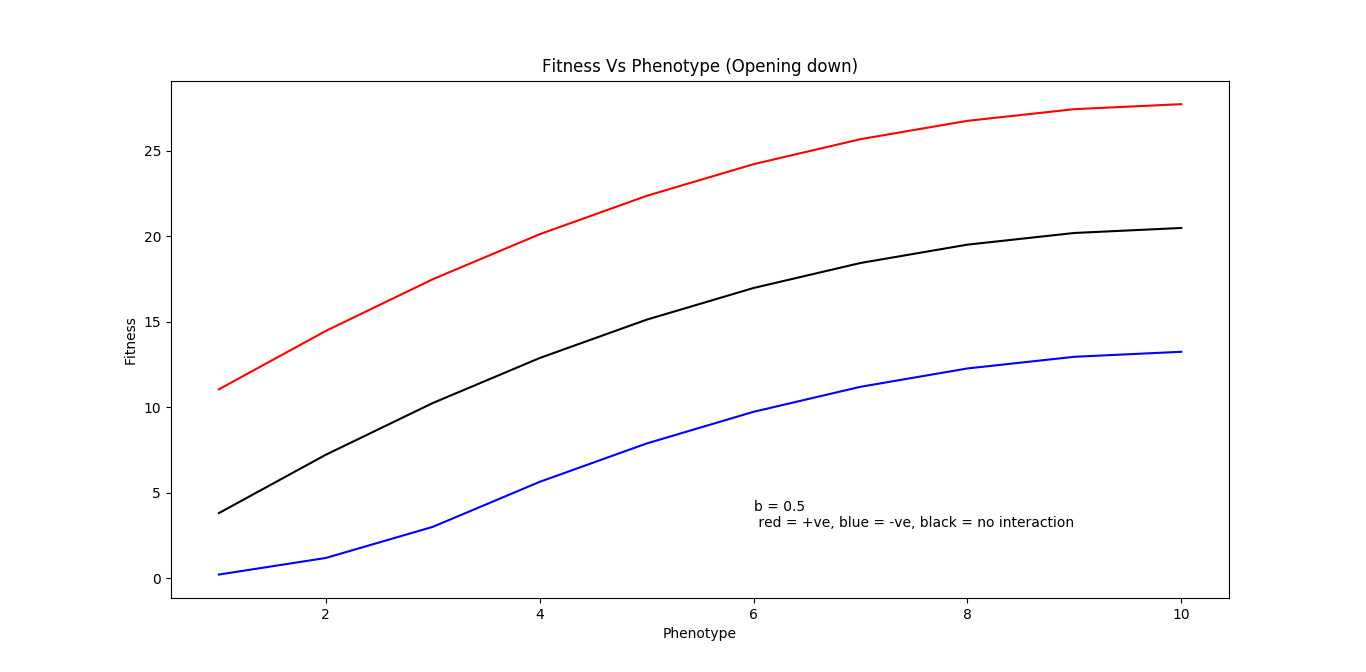 Fitness Vs Phenotype (Opening down)
Fitness
25
20
15
10
5
0
b = 0.5
red = +ve, blue = -ve, black = no interaction
2
4
6
8
10
Phenotype